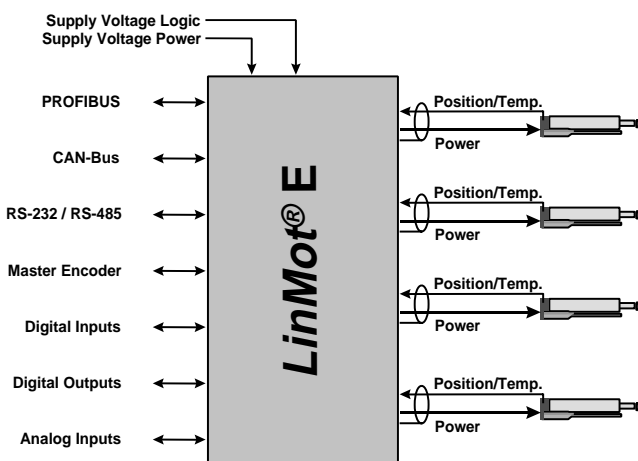 Supply Voltage Logic
Supply Voltage Power
PROFIBUS
CAN-Bus
RS-232 / RS-485
Master Encoder
Digital Inputs
Digital Outputs
Analog Inputs
LinMot® E
Position/Temp.
Power
Position/Temp.
Power
Position/Temp.
Power
Position/Temp.
Power